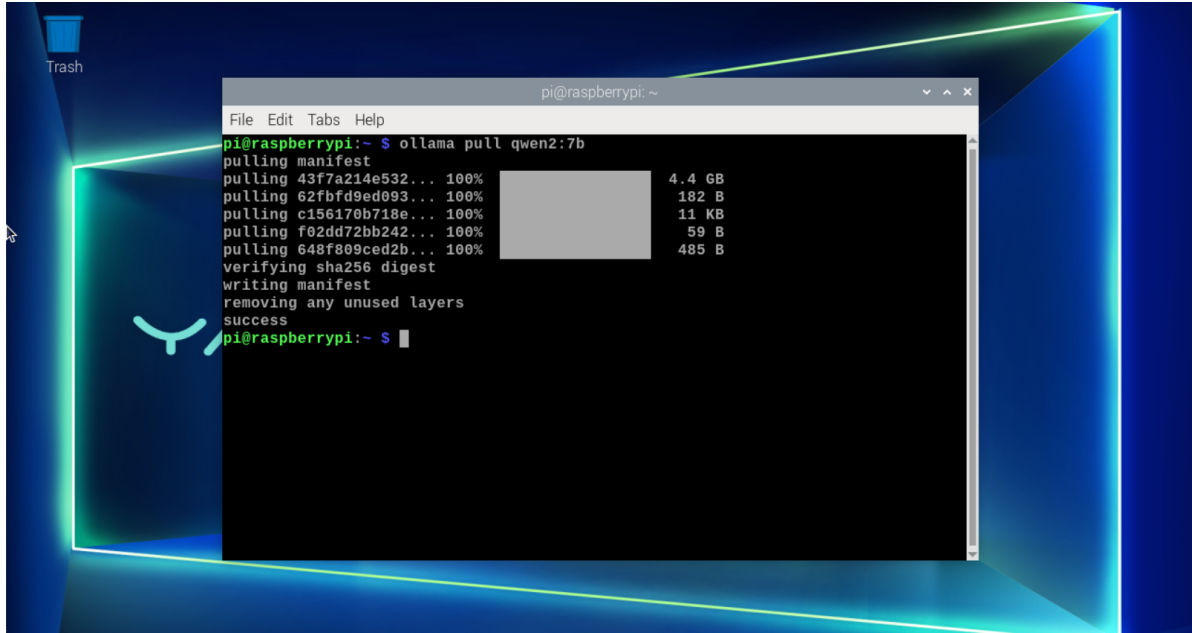 Trash
pi@raspberrypi: ~
File Edit Tabs Help
pi@raspberrypi:~ $ ollama pull qwen2:7b
pulling manifest
pulling 43f7a214e532... 100% 4.4 GB
pulling 62fbfd9ed093... 100% 182 B
pulling c156170b718e... 100% 11 KB
pulling f02dd72bb242... 100% 59 B
pulling 648f809ced2b... 100% 485 B
verifying sha256 digest
writing manifest
removing any unused layers
success
pi@raspberrypi:~ $